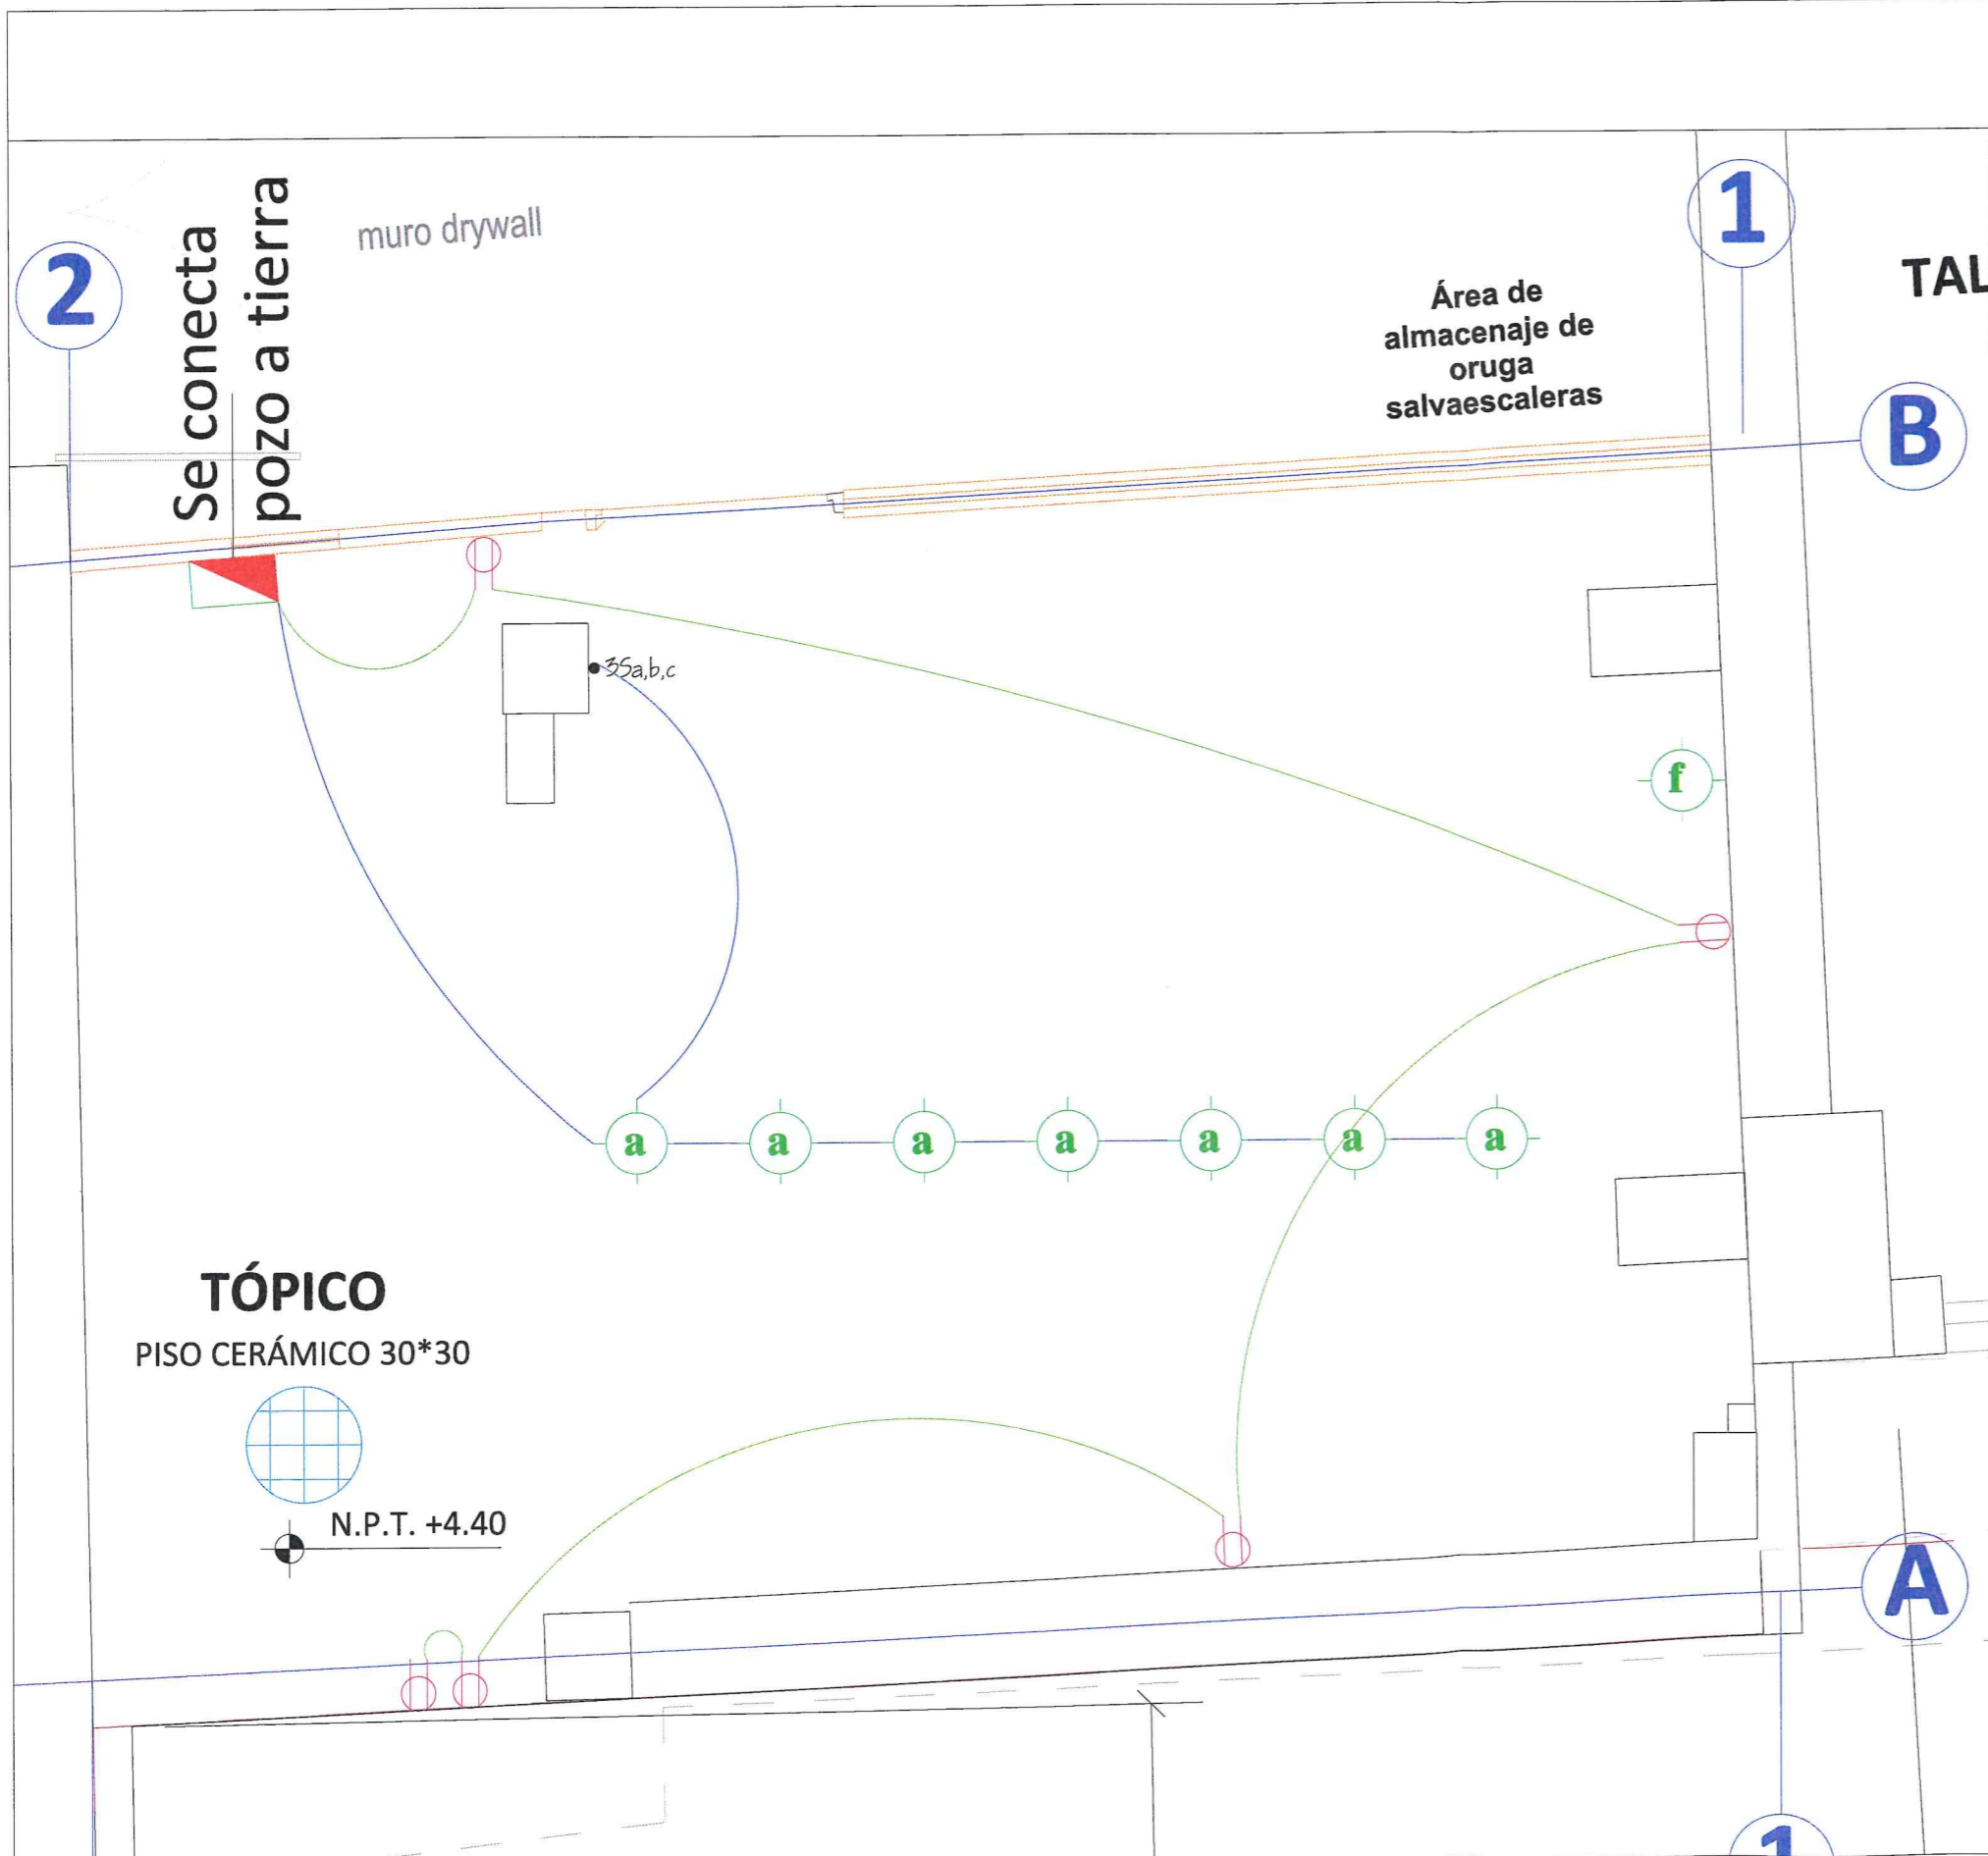 2
Se conecta
pozo a tierra
muro drywall
1
TAL
Área de
almacenaje de
oruga
salvaescaleras
B
3Sa,b,c
f
a a a a a a a
TÓPICO
PISO CERÁMICO 30*30
N.P.T. +4.40
A
1